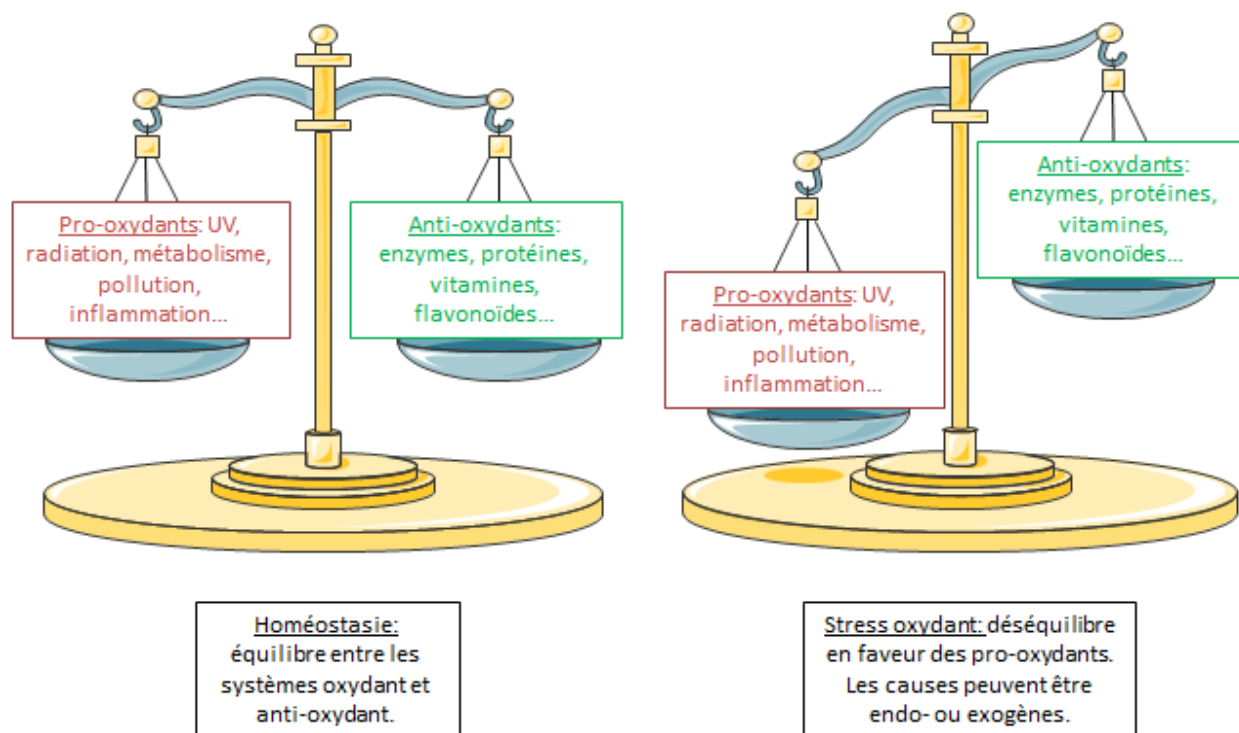 Pro-oxydants: UV,
radiation, métabolisme,
pollution,
inflammation...
Anti-oxydants:
enzymes, protéines,
vitamines,
flavonoïdes...
Pro-oxydants: UV,
radiation, métabolisme,
pollution,
inflammation...
Anti-oxydants:
enzymes, protéines,
vitamines,
flavonoïdes...
Homéostasie:
équilibre entre les
systèmes oxydant et
anti-oxydant.
Stress oxydant: déséquilibre
en faveur des pro-oxydants.
Les causes peuvent être
endo- ou exogènes.